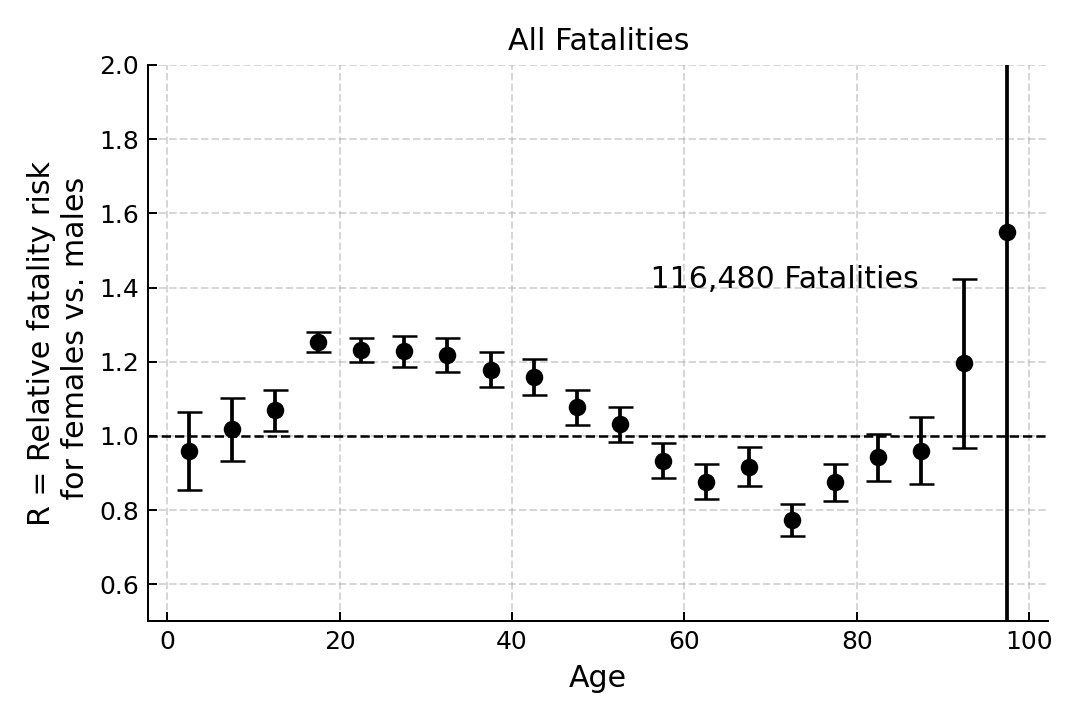 All Fatalities
2.0
1.8
1.6
1.4
1.2
1.0
0.8
0.6
R = Relative fatality risk
for females vs. males
116,480 Fatalities
0 20 40 60 80 100
Age